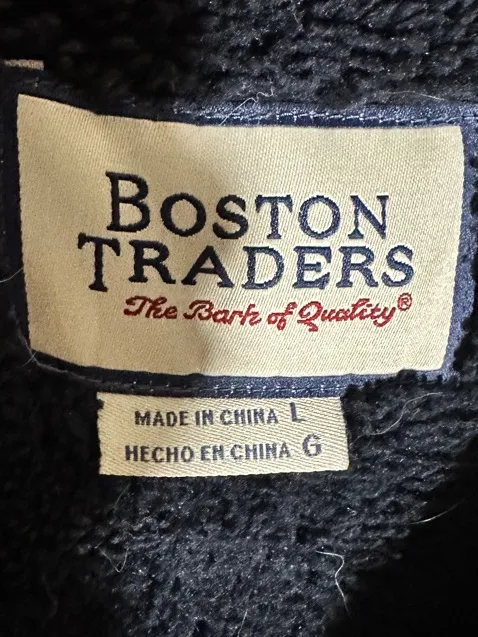 BOSTON
TRADERS
The Bark of Quality®
MADE IN CHINA L
HECHO EN CHINA G